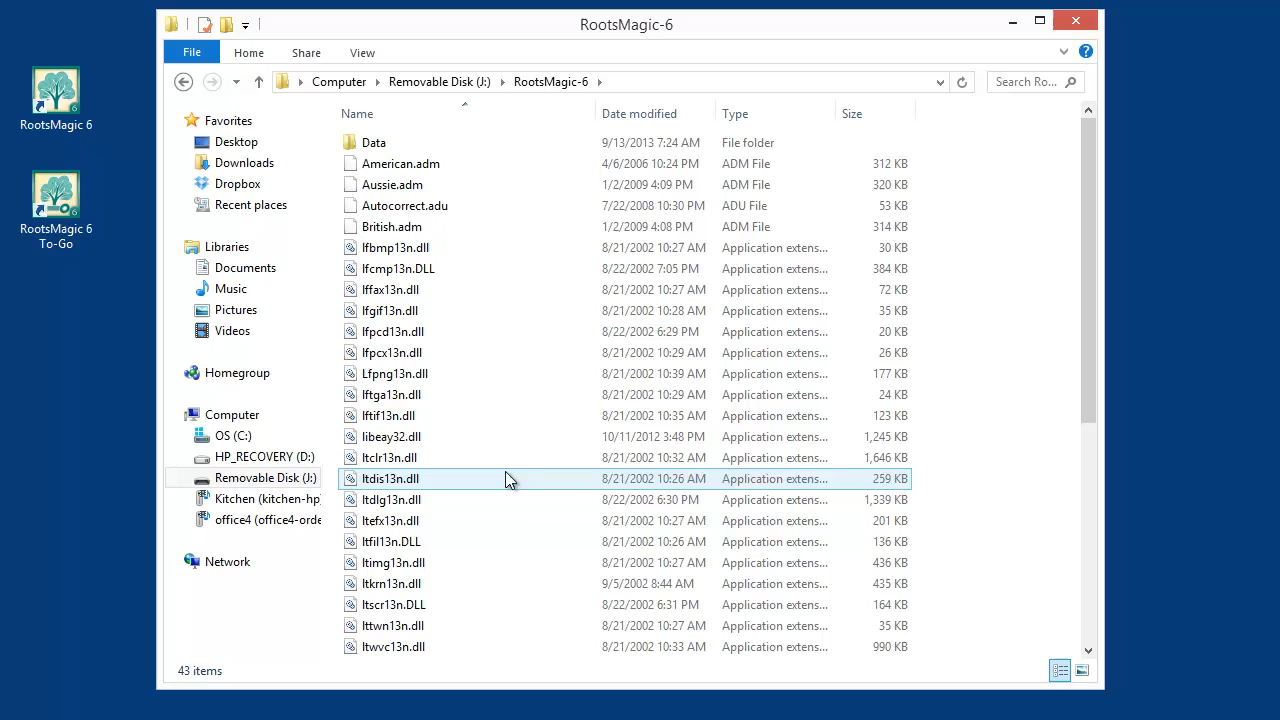 RootsMagic 6
RootsMagic 6
To-Go
RootsMagic-6
File Home Share View
Computer Removable Disk (J:) RootsMagic-6
Search Ro...
Favorites
Desktop
Downloads
Dropbox
Recent places
Libraries
Documents
Music
Pictures
Videos
Homegroup
Computer
OS (C:)
HP_RECOVERY (D:)
Removable Disk (J:)
Kitchen (kitchen-hp
office4 (office4-orde
Network
Name Date modified Type Size
Data 9/13/2013 7:24 AM File folder
American.adm 4/6/2006 10:24 PM ADM File 312 KB
Aussie.adm 1/2/2009 4:09 PM ADM File 320 KB
Autocorrect.adu 7/22/2008 10:30 PM ADU File 53 KB
British.adm 1/2/2009 4:08 PM ADM File 314 KB
lfbmp13n.dll 8/21/2002 10:27 AM Application extens... 30 KB
lfcmp13n.DLL 8/22/2002 7:05 PM Application extens... 384 KB
lffax13n.dll 8/21/2002 10:27 AM Application extens... 72 KB
lfgif13n.dll 8/21/2002 10:28 AM Application extens... 35 KB
lfpcd13n.dll 8/22/2002 6:29 PM Application extens... 20 KB
lfpcx13n.dll 8/21/2002 10:29 AM Application extens... 26 KB
Lfpng13n.dll 8/21/2002 10:39 AM Application extens... 177 KB
lftga13n.dll 8/21/2002 10:29 AM Application extens... 24 KB
lftif13n.dll 8/21/2002 10:35 AM Application extens... 123 KB
libeay32.dll 10/11/2012 3:48 PM Application extens... 1,245 KB
ltclr13n.dll 8/21/2002 10:32 AM Application extens... 1,646 KB
ltdis13n.dll 8/21/2002 10:26 AM Application extens... 259 KB
ltdlg13n.dll 8/22/2002 6:30 PM Application extens... 1,339 KB
ltefx13n.dll 8/21/2002 10:27 AM Application extens... 201 KB
ltfil13n.DLL 8/21/2002 10:26 AM Application extens... 136 KB
ltimg13n.dll 8/21/2002 10:27 AM Application extens... 436 KB
ltkrn13n.dll 9/5/2002 8:44 AM Application extens... 435 KB
ltscr13n.DLL 8/22/2002 6:31 PM Application extens... 164 KB
lttwn13n.dll 8/21/2002 10:27 AM Application extens... 35 KB
ltwvc13n.dll 8/21/2002 10:33 AM Application extens... 990 KB
43 items